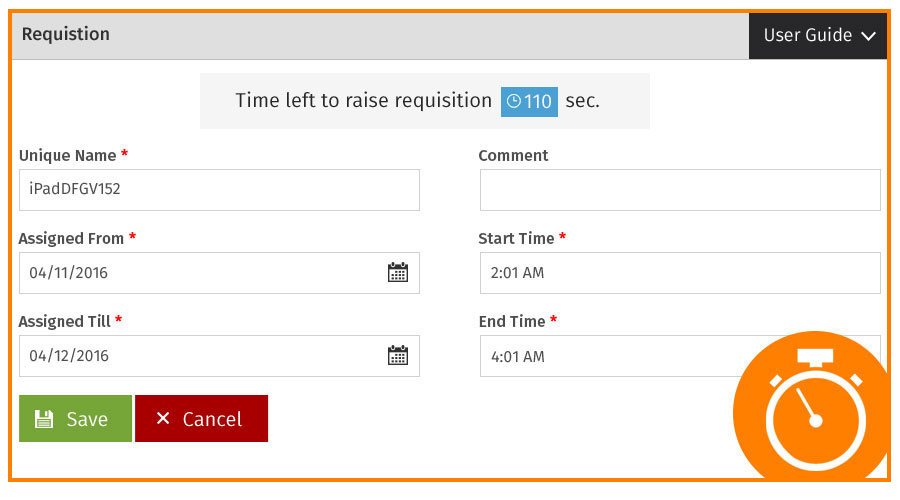 Requistion
User Guide
Time left to raise requisition 110 sec.
Unique Name *
Comment
iPadDFGV152
Assigned From *
Start Time *
04/11/2016
2:01 AM
Assigned Till *
End Time *
04/12/2016
4:01 AM
Save
Cancel